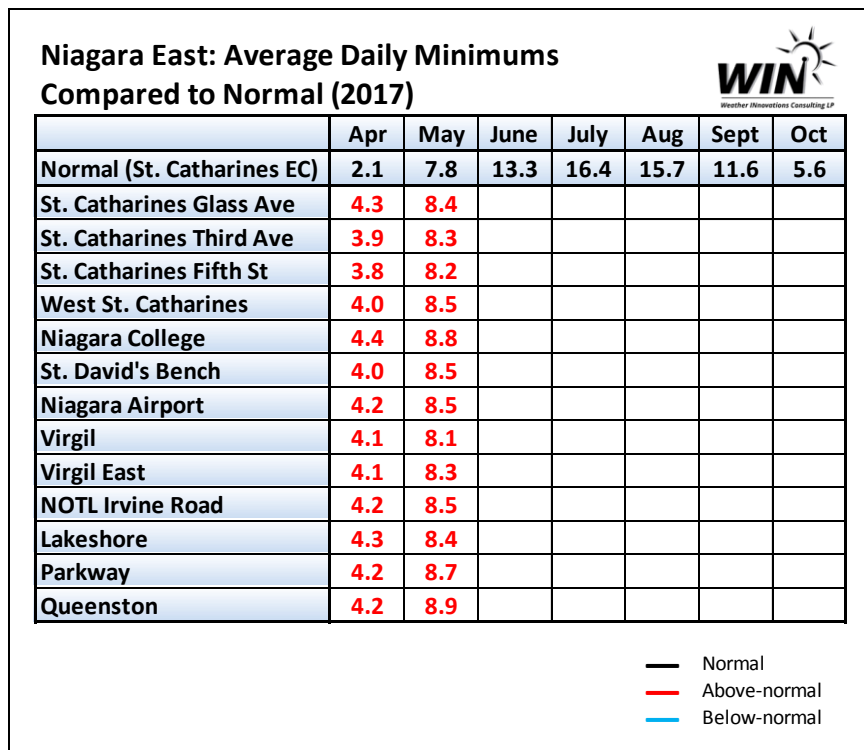 Niagara East: Average Daily Minimums
Compared to Normal (2017)
WIN
Weather INnovations Consulting LP
Apr May June July Aug Sept Oct
Normal (St. Catharines EC) 2.1 7.8 13.3 16.4 15.7 11.6 5.6
St. Catharines Glass Ave 4.3 8.4
St. Catharines Third Ave 3.9 8.3
St. Catharines Fifth St 3.8 8.2
West St. Catharines 4.0 8.5
Niagara College 4.4 8.8
St. David's Bench 4.0 8.5
Niagara Airport 4.2 8.5
Virgil 4.1 8.1
Virgil East 4.1 8.3
NOTL Irvine Road 4.2 8.5
Lakeshore 4.3 8.4
Parkway 4.2 8.7
Queenston 4.2 8.9
Normal
Above-normal
Below-normal